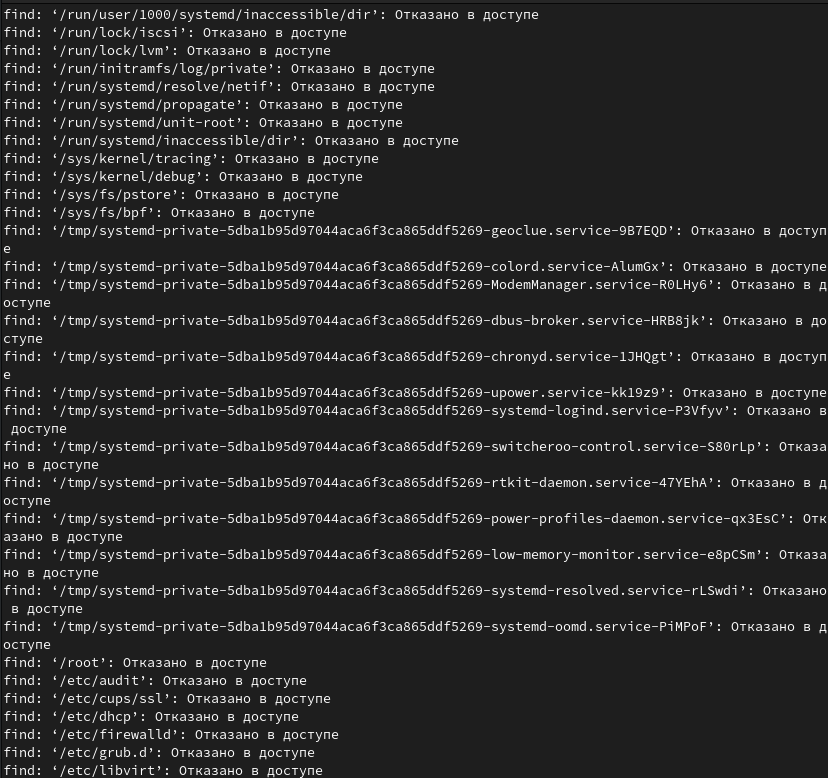 find: ‘/run/user/1000/systemd/inaccessible/dir’: Отказано в доступе
find: ‘/run/lock/iscsi’: Отказано в доступе
find: ‘/run/lock/lvm’: Отказано в доступе
find: ‘/run/initramfs/log/private’: Отказано в доступе
find: ‘/run/systemd/resolve/netif’: Отказано в доступе
find: ‘/run/systemd/propagate’: Отказано в доступе
find: ‘/run/systemd/unit-root’: Отказано в доступе
find: ‘/run/systemd/inaccessible/dir’: Отказано в доступе
find: ‘/sys/kernel/tracing’: Отказано в доступе
find: ‘/sys/kernel/debug’: Отказано в доступе
find: ‘/sys/fs/pstore’: Отказано в доступе
find: ‘/sys/fs/bpf’: Отказано в доступе
find: ‘/tmp/systemd-private-5dba1b95d97044aca6f3ca865ddf5269-geoclue.service-9B7EQD’: Отказано в доступ
е
find: ‘/tmp/systemd-private-5dba1b95d97044aca6f3ca865ddf5269-colord.service-AlumGx’: Отказано в доступе
find: ‘/tmp/systemd-private-5dba1b95d97044aca6f3ca865ddf5269-ModemManager.service-R0LHy6’: Отказано в д
оступе
find: ‘/tmp/systemd-private-5dba1b95d97044aca6f3ca865ddf5269-dbus-broker.service-HRB8jk’: Отказано в до
ступе
find: ‘/tmp/systemd-private-5dba1b95d97044aca6f3ca865ddf5269-chronyd.service-1JHQgt’: Отказано в доступ
е
find: ‘/tmp/systemd-private-5dba1b95d97044aca6f3ca865ddf5269-upower.service-kk19z9’: Отказано в доступе
find: ‘/tmp/systemd-private-5dba1b95d97044aca6f3ca865ddf5269-systemd-logind.service-P3Vfyv’: Отказано в
 доступе
find: ‘/tmp/systemd-private-5dba1b95d97044aca6f3ca865ddf5269-switcheroo-control.service-S80rLp’: Отказа
но в доступе
find: ‘/tmp/systemd-private-5dba1b95d97044aca6f3ca865ddf5269-rtkit-daemon.service-47YEhA’: Отказано в д
оступе
find: ‘/tmp/systemd-private-5dba1b95d97044aca6f3ca865ddf5269-power-profiles-daemon.service-qx3EsC’: Отк
азано в доступе
find: ‘/tmp/systemd-private-5dba1b95d97044aca6f3ca865ddf5269-low-memory-monitor.service-e8pCSm’: Отказа
но в доступе
find: ‘/tmp/systemd-private-5dba1b95d97044aca6f3ca865ddf5269-systemd-resolved.service-rLSwdi’: Отказано
 в доступе
find: ‘/tmp/systemd-private-5dba1b95d97044aca6f3ca865ddf5269-systemd-oomd.service-PiMPoF’: Отказано в д
оступе
find: ‘/root’: Отказано в доступе
find: ‘/etc/audit’: Отказано в доступе
find: ‘/etc/cups/ssl’: Отказано в доступе
find: ‘/etc/dhcp’: Отказано в доступе
find: ‘/etc/firewalld’: Отказано в доступе
find: ‘/etc/grub.d’: Отказано в доступе
find: ‘/etc/libvirt’: Отказано в доступе